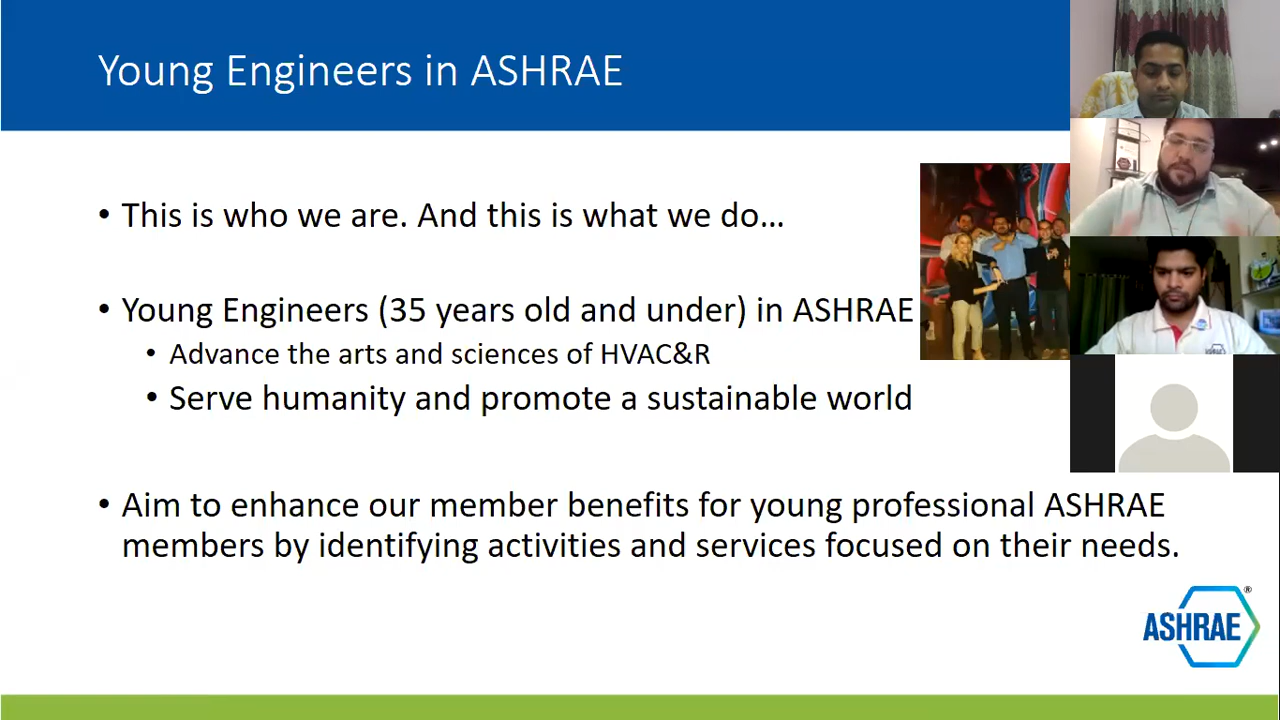 Young Engineers in ASHRAE
• This is who we are. And this is what we do…
• Young Engineers (35 years old and under) in ASHRAE
• Advance the arts and sciences of HVAC&R
• Serve humanity and promote a sustainable world
• Aim to enhance our member benefits for young professional ASHRAE
members by identifying activities and services focused on their needs.
ASHRAE®